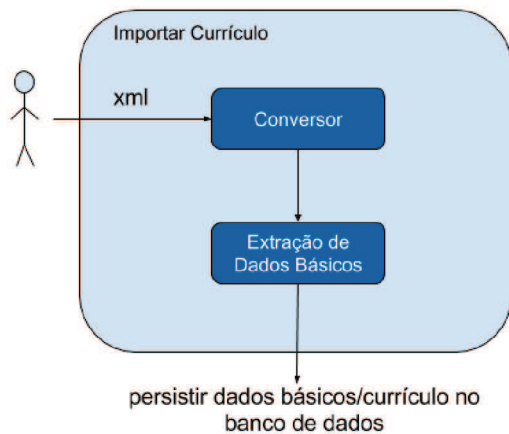 Importar Currículo
xml
Conversor
Extração de
Dados Básicos
persistir dados básicos/currículo no
banco de dados